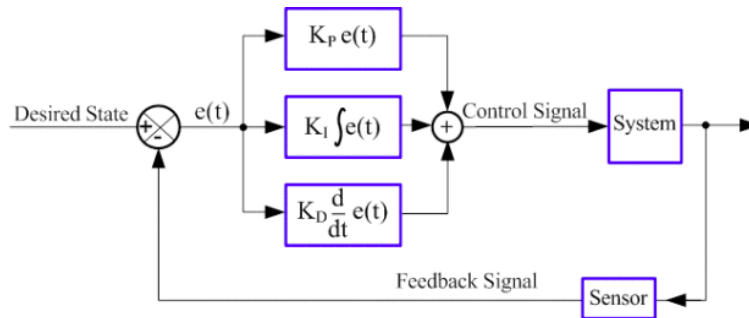 K_P e(t)
Desired State
e(t)
+
-
K_I ∫e(t)
+
Control Signal
System
K_D d/dt e(t)
Feedback Signal
Sensor